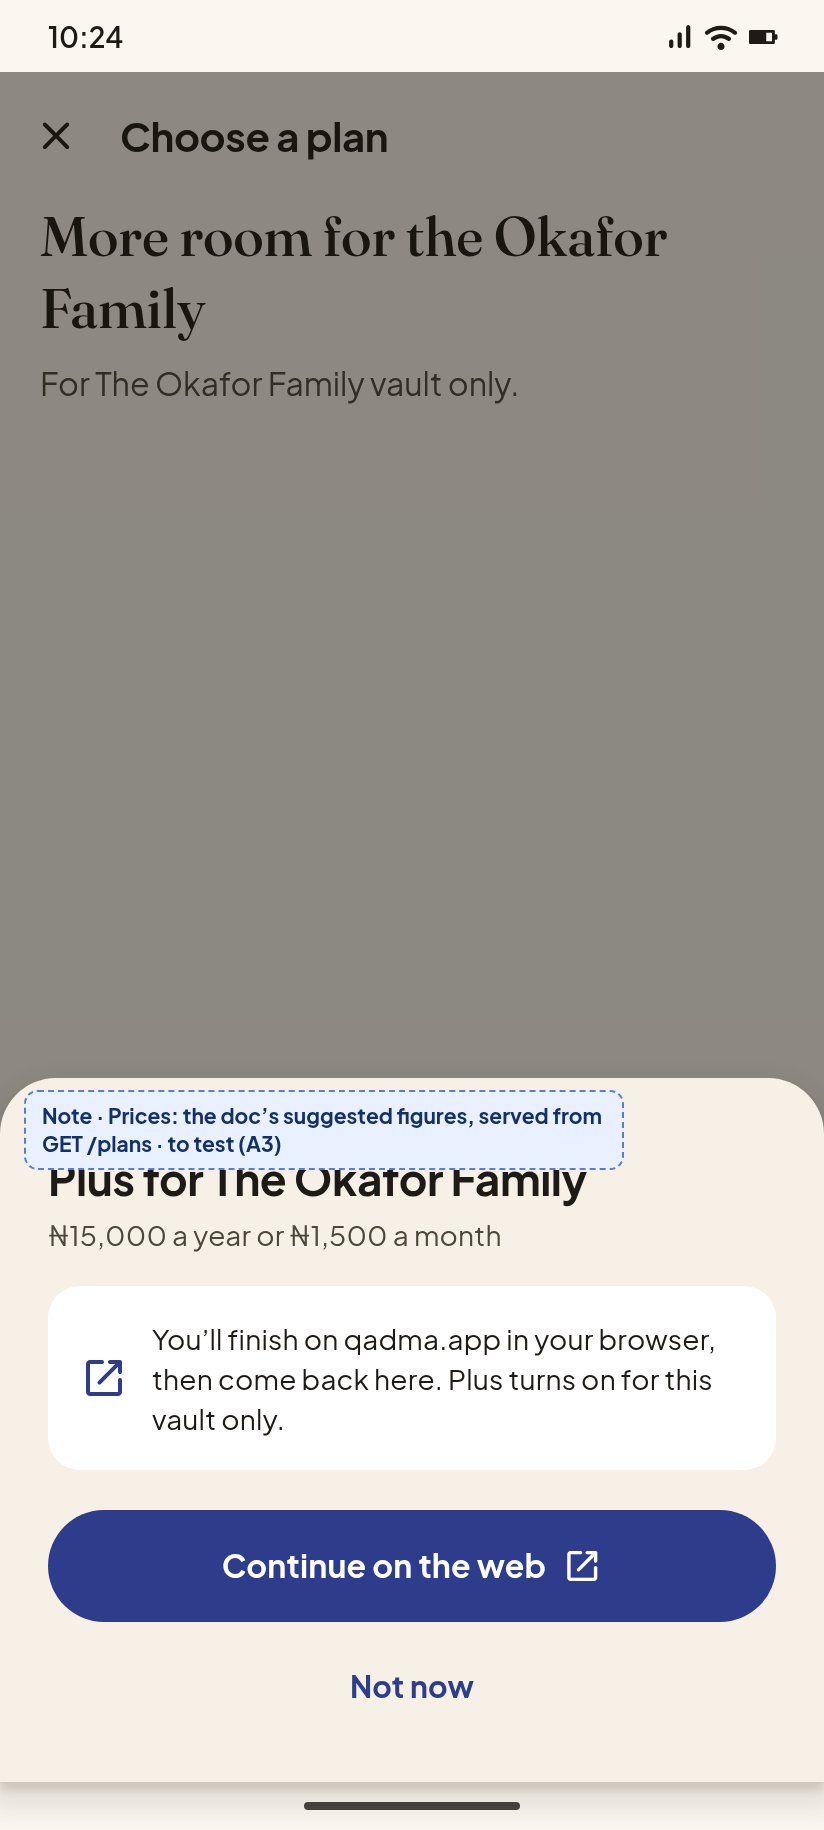 10:24
Choose a plan
More room for the Okafor
Family
For The Okafor Family vault only.
Note · Prices: the doc’s suggested figures, served from
GET /plans · to test (A3)
Plus for The Okafor Family
₦15,000 a year or ₦1,500 a month
You’ll finish on qadma.app in your browser,
then come back here. Plus turns on for this
vault only.
Continue on the web
Not now